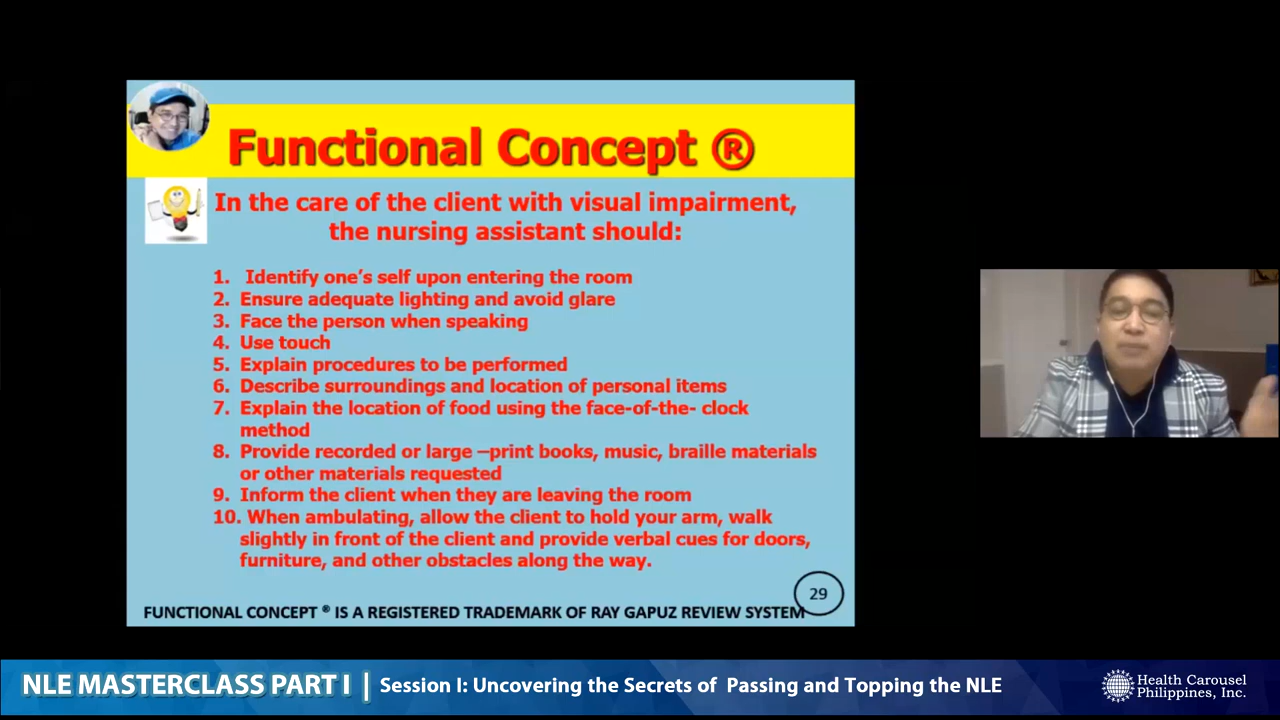 Functional Concept ®
In the care of the client with visual impairment,
the nursing assistant should:
1. Identify one's self upon entering the room
2. Ensure adequate lighting and avoid glare
3. Face the person when speaking
4. Use touch
5. Explain procedures to be performed
6. Describe surroundings and location of personal items
7. Explain the location of food using the face-of-the- clock
method
8. Provide recorded or large –print books, music, braille materials
or other materials requested
9. Inform the client when they are leaving the room
10. When ambulating, allow the client to hold your arm, walk
slightly in front of the client and provide verbal cues for doors,
furniture, and other obstacles along the way.
29
FUNCTIONAL CONCEPT ® IS A REGISTERED TRADEMARK OF RAY GAPUZ REVIEW SYSTEM
NLE MASTERCLASS PART I | Session I: Uncovering the Secrets of Passing and Topping the NLE
Health Carousel
Philippines, Inc.